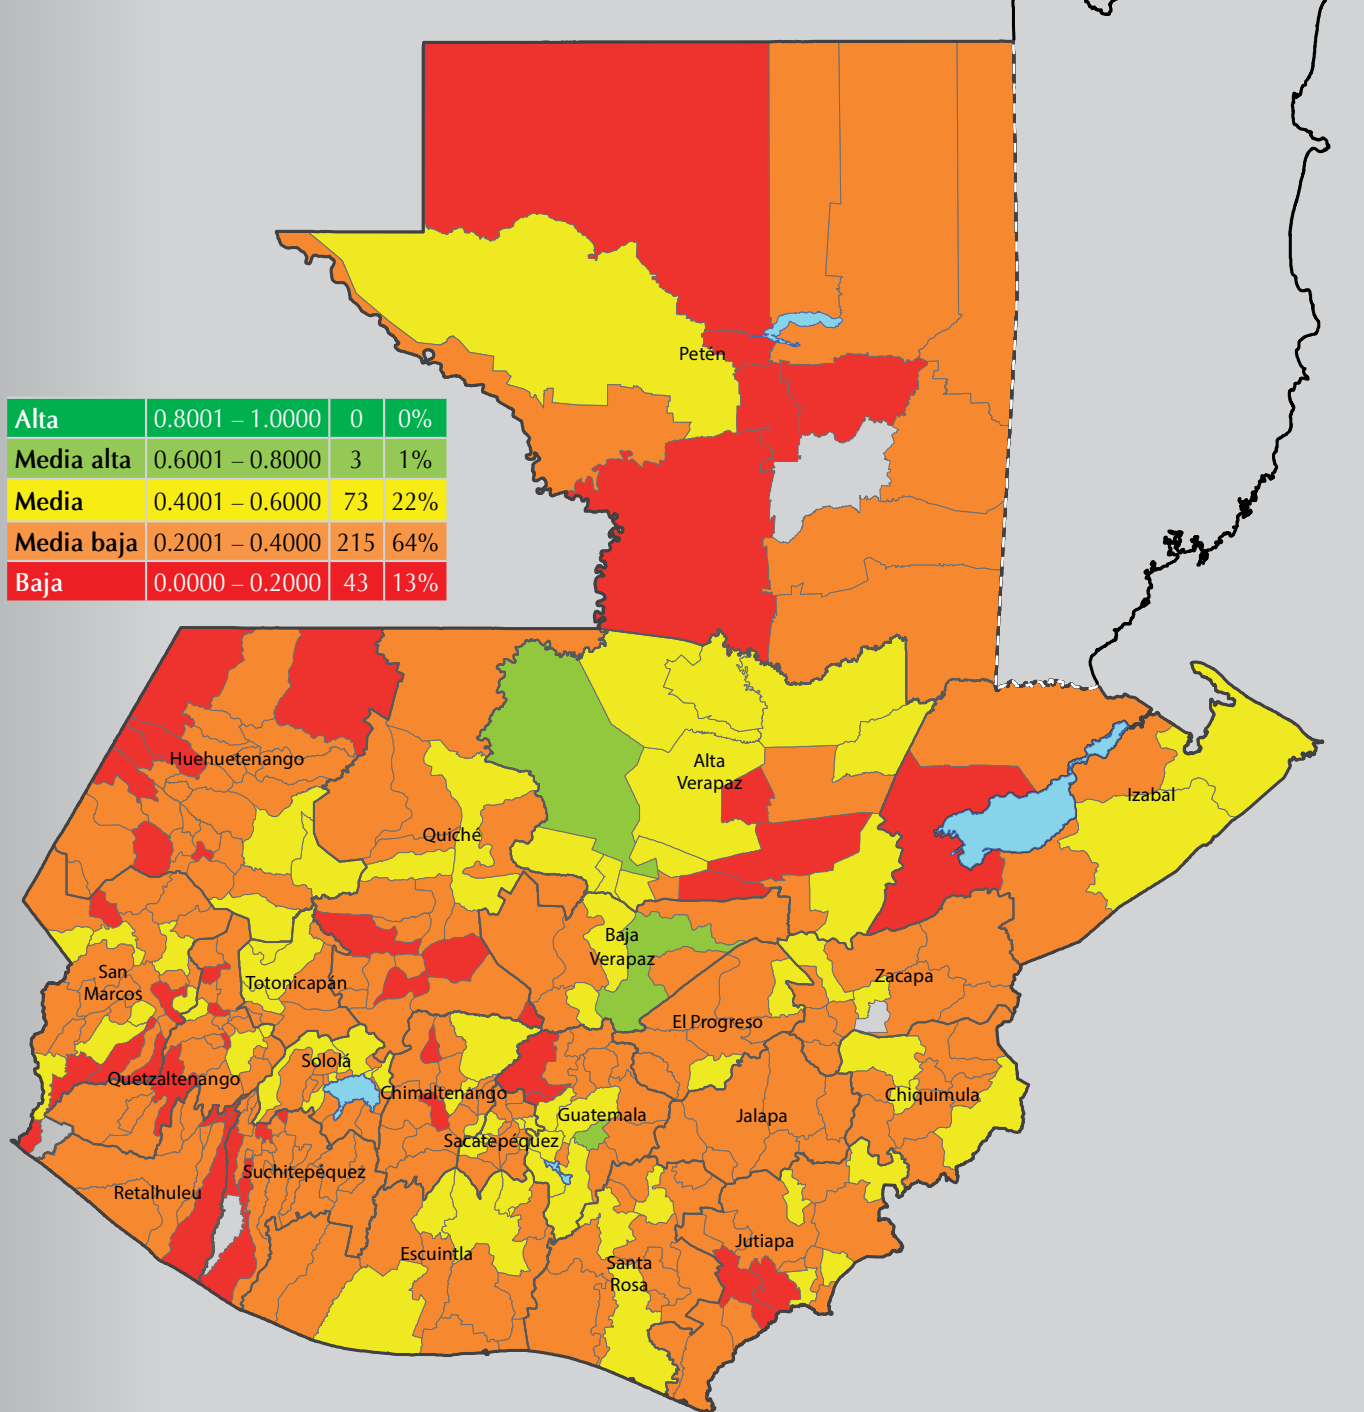 Petén
Alta 0.8001 – 1.0000 0 0%
Media alta 0.6001 – 0.8000 3 1%
Media 0.4001 – 0.6000 73 22%
Media baja 0.2001 – 0.4000 215 64%
Baja 0.0000 – 0.2000 43 13%
Huehuetenango
Alta
Verapaz
Izabal
Quiché
Baja
Verapaz
San
Marcos
Totonicapán
Zacapa
El Progreso
Sololá
Quetzaltenango
Chimaltenango
Chiquimula
Guatemala
Jalapa
Sacatepéquez
Suchitepéquez
Retalhuleu
Escuintla
Jutiapa
Santa
Rosa